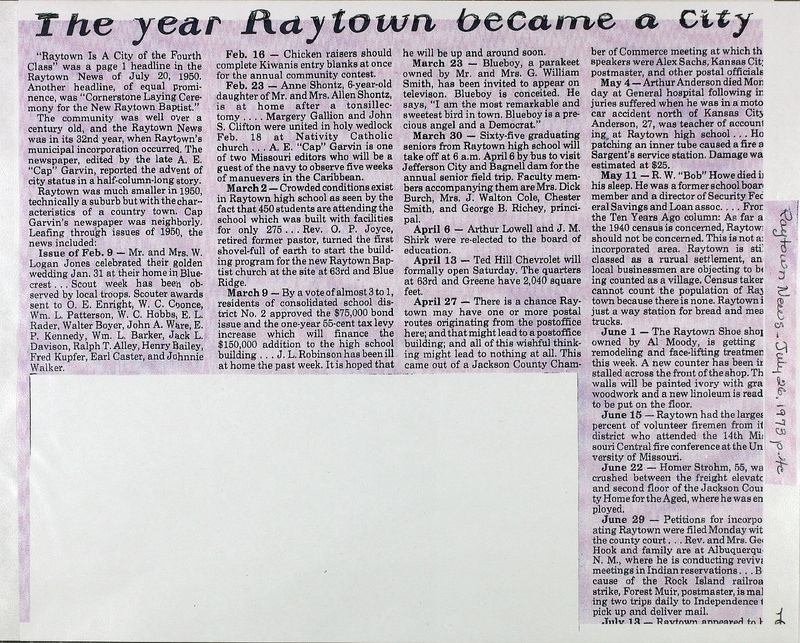 The year Raytown became a City
"Raytown Is A City of the Fourth
Class" was a page 1 headline in the
Raytown News of July 20, 1950.
Another headline, of equal promi-
nence, was "Cornerstone Laying Cere-
mony for the New Raytown Baptist."
The community was well over a
century old, and the Raytown News
was in its 32nd year, when Raytown's
municipal incorporation occurred. The
newspaper, edited by the late A. E.
"Cap" Garvin, reported the advent of
city status in a half-column-long story.
Raytown was much smaller in 1950,
technically a suburb but with the char-
acteristics of a country town. Cap
Garvin's newspaper was neighborly.
Leafing through issues of 1950, the
news included:
Issue of Feb. 9 — Mr. and Mrs. W.
Logan Jones celebrated their golden
wedding Jan. 31 at their home in Blue-
crest . . . Scout week has been ob-
served by local troops. Scouter awards
sent to O. E. Enright, W. C. Coonce,
Wm. L. Patterson, W. C. Hobbs, E. L.
Rader, Walter Boyer, John A. Ware, E.
P. Kennedy, Wm. L. Barker, Jack L.
Davison, Ralph T. Alley, Henry Bailey,
Fred Kupfer, Earl Caster, and Johnnie
Walker.
Feb. 16 — Chicken raisers should
complete Kiwanis entry blanks at once
for the annual community contest.
Feb. 23 — Anne Shontz, 6-year-old
daughter of Mr. and Mrs. Allen Shontz,
is at home after a tonsillec-
tomy . . . . Margery Gallion and John
S. Clifton were united in holy wedlock
Feb. 18 at Nativity Catholic
church . . . A. E. "Cap" Garvin is one
of two Missouri editors who will be a
guest of the navy to observe five weeks
of maneuvers in the Caribbean.
March 2 — Crowded conditions exist
in Raytown high school as seen by the
fact that 450 students are attending the
school which was built with facilities
for only 275 . . . Rev. O. P. Joyce,
retired former pastor, turned the first
shovel-full of earth to start the build-
ing program for the new Raytown Bap-
tist church at the site at 63rd and Blue
Ridge.
March 9 — By a vote of almost 3 to 1,
residents of consolidated school dis-
trict No. 2 approved the $75,000 bond
issue and the one-year 55-cent tax levy
increase which will finance the
$150,000 addition to the high school
building . . . J. L. Robinson has been ill
at home the past week. It is hoped that
he will be up and around soon.
March 23 — Blueboy, a parakeet
owned by Mr. and Mrs. G. William
Smith, has been invited to appear on
televison. Blueboy is conceited. He
says, "I am the most remarkable and
sweetest bird in town. Blueboy is a pre-
cious angel and a Democrat."
March 30 — Sixty-five graduating
seniors from Raytown high school will
take off at 6 a.m. April 6 by bus to visit
Jefferson City and Bagnell dam for the
annual senior field trip. Faculty mem-
bers accompanying them are Mrs. Dick
Burch, Mrs. J. Walton Cole, Chester
Smith, and George B. Richey, princi-
pal.
April 6 — Arthur Lowell and J. M.
Shirk were re-elected to the board of
education.
April 13 — Ted Hill Chevrolet will
formally open Saturday. The quarters
at 63rd and Greene have 2,040 square
feet.
April 27 — There is a chance Ray-
town may have one or more postal
routes originating from the postoffice
here; and that might lead to a postoffice
building; and all of this wishful think-
ing might lead to nothing at all. This
came out of a Jackson County Cham-
ber of Commerce meeting at which th
speakers were Alex Sachs, Kansas City
postmaster, and other postal officials
May 4 — Arthur Anderson died Mon
day at General hospital following in
juries suffered when he was in a moto
car accident north of Kansas City
Anderson, 27, was teacher of account
ing, at Raytown high school . . . Ho
patching an inner tube caused a fire a
Sargent's service station. Damage wa
estimated at $25.
May 11 — R. W. "Bob" Howe died in
his sleep. He was a former school boar
member and a director of Security Fed
eral Savings and Loan assoc. . . . From
the Ten Years Ago column: As far a
the 1940 census is concerned, Raytow
should not be concerned. This is not a
incorporated area. Raytown is sti
classed as a rural settlement, an
local businessmen are objecting to be
ing counted as a village. Census taker
cannot count the population of Ray
town because there is none. Raytown i
just a way station for bread and mea
trucks.
June 1 — The Raytown Shoe shop
owned by Al Moody, is getting
remodeling and face-lifting treatmen
this week. A new counter has been in
stalled across the front of the shop. Th
walls will be painted ivory with gra
woodwork and a new linoleum is read
to be put on the floor.
June 15 — Raytown had the larges
percent of volunteer firemen from it
district who attended the 14th Mis
souri Central fire conference at the Un
versity of Missouri.
June 22 — Homer Strohm, 55, wa
crushed between the freight elevato
and second floor of the Jackson Coun
ty Home for the Aged, where he was em
ployed.
June 29 — Petitions for incorpo
ating Raytown were filed Monday wit
the county court . . . Rev. and Mrs. Geo
Hook and family are at Albuquerqu
N. M., where he is conducting reviva
meetings in Indian reservations . . . B
cause of the Rock Island railroa
strike, Forest Muir, postmaster, is mak
ing two trips daily to Independence t
pick up and deliver mail.
July 13 — Raytown appeared to h
Raytown News - July 26, 1973 p.4c